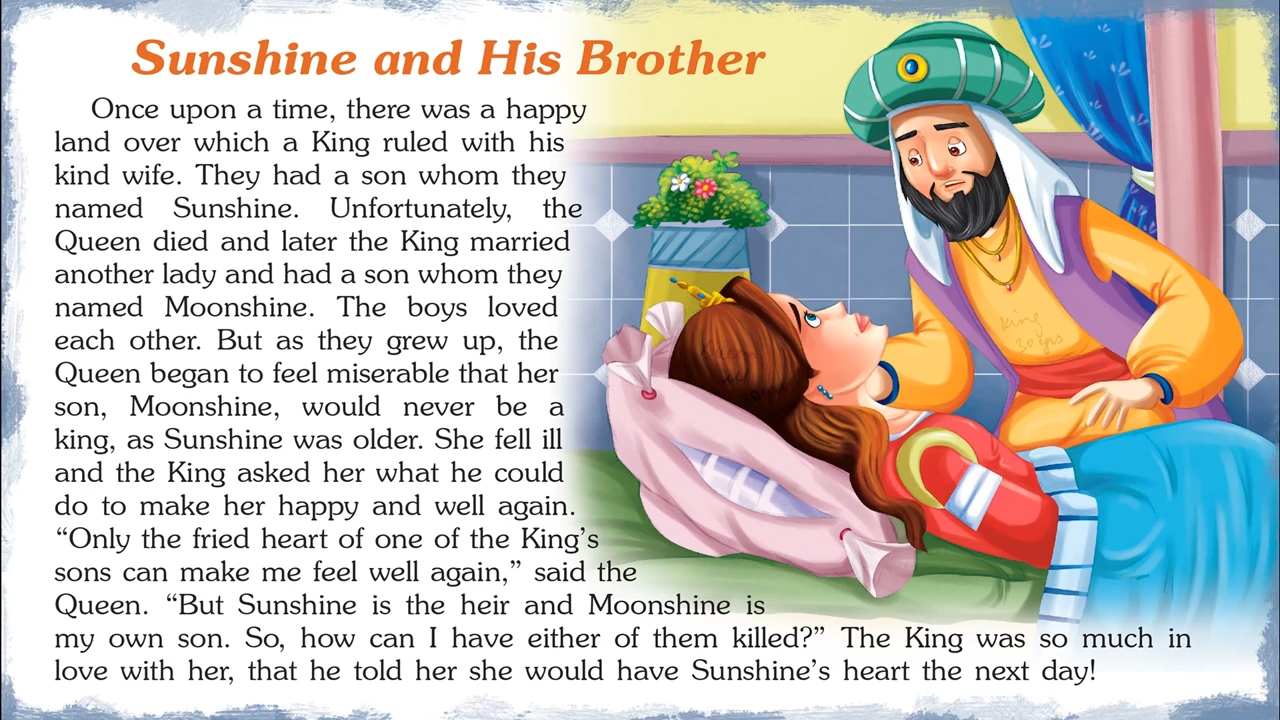 Sunshine and His Brother
Once upon a time, there was a happy
land over which a King ruled with his
kind wife. They had a son whom they
named Sunshine. Unfortunately, the
Queen died and later the King married
another lady and had a son whom they
named Moonshine. The boys loved
each other. But as they grew up, the
Queen began to feel miserable that her
son, Moonshine, would never be a
king, as Sunshine was older. She fell ill
and the King asked her what he could
do to make her happy and well again.
“Only the fried heart of one of the King’s
sons can make me feel well again,” said the
Queen. “But Sunshine is the heir and Moonshine is
my own son. So, how can I have either of them killed?” The King was so much in
love with her, that he told her she would have Sunshine’s heart the next day!
King
30 yrs